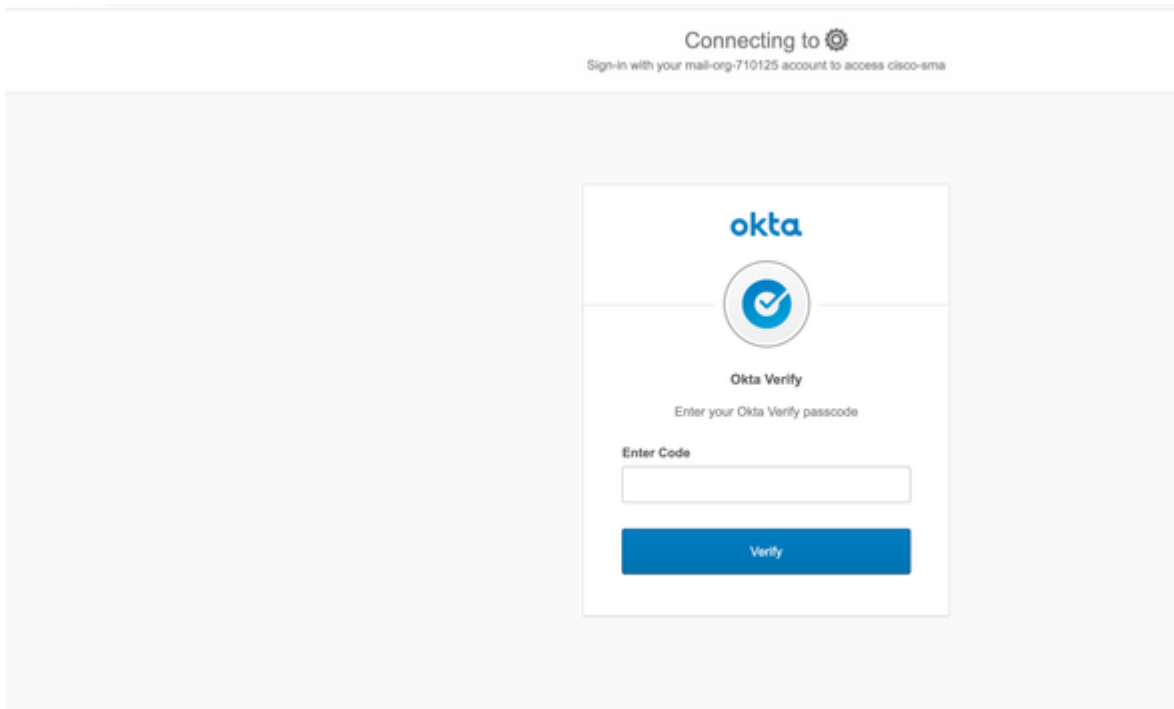 Connecting to
Sign-in with your mail-org-710125 account to access cisco-sma
okta
Okta Verify
Enter your Okta Verify passcode
Enter Code
Verify